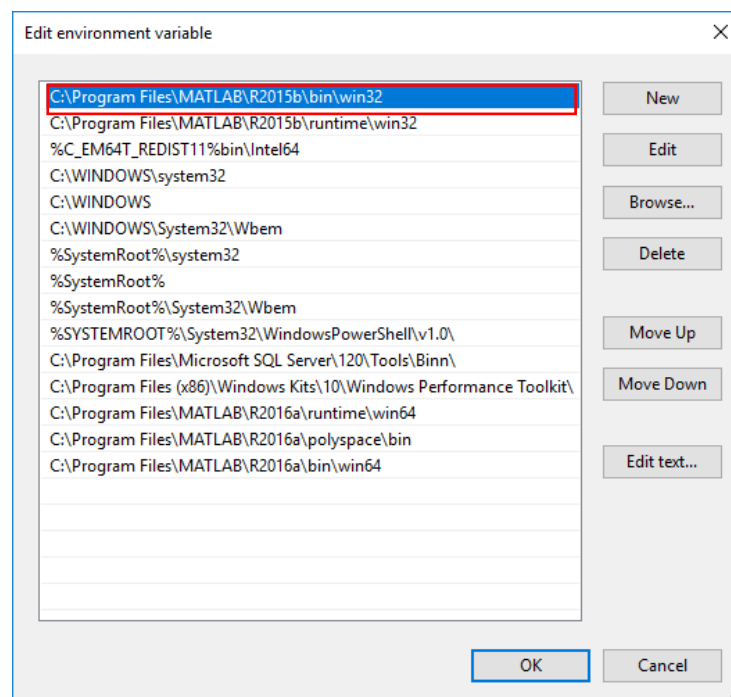 Edit environment variable
C:\Program Files\MATLAB\R2015b\bin\win32
C:\Program Files\MATLAB\R2015b\runtime\win32
%C_EM64T_REDIST11%bin\Intel64
C:\WINDOWS\system32
C:\WINDOWS
C:\WINDOWS\System32\Wbem
%SystemRoot%\system32
%SystemRoot%
%SystemRoot%\System32\Wbem
%SYSTEMROOT%\System32\WindowsPowerShell\v1.0\
C:\Program Files\Microsoft SQL Server\120\Tools\Binn\
C:\Program Files (x86)\Windows Kits\10\Windows Performance Toolkit\
C:\Program Files\MATLAB\R2016a\runtime\win64
C:\Program Files\MATLAB\R2016a\polyspace\bin
C:\Program Files\MATLAB\R2016a\bin\win64
New
Edit
Browse...
Delete
Move Up
Move Down
Edit text...
OK
Cancel